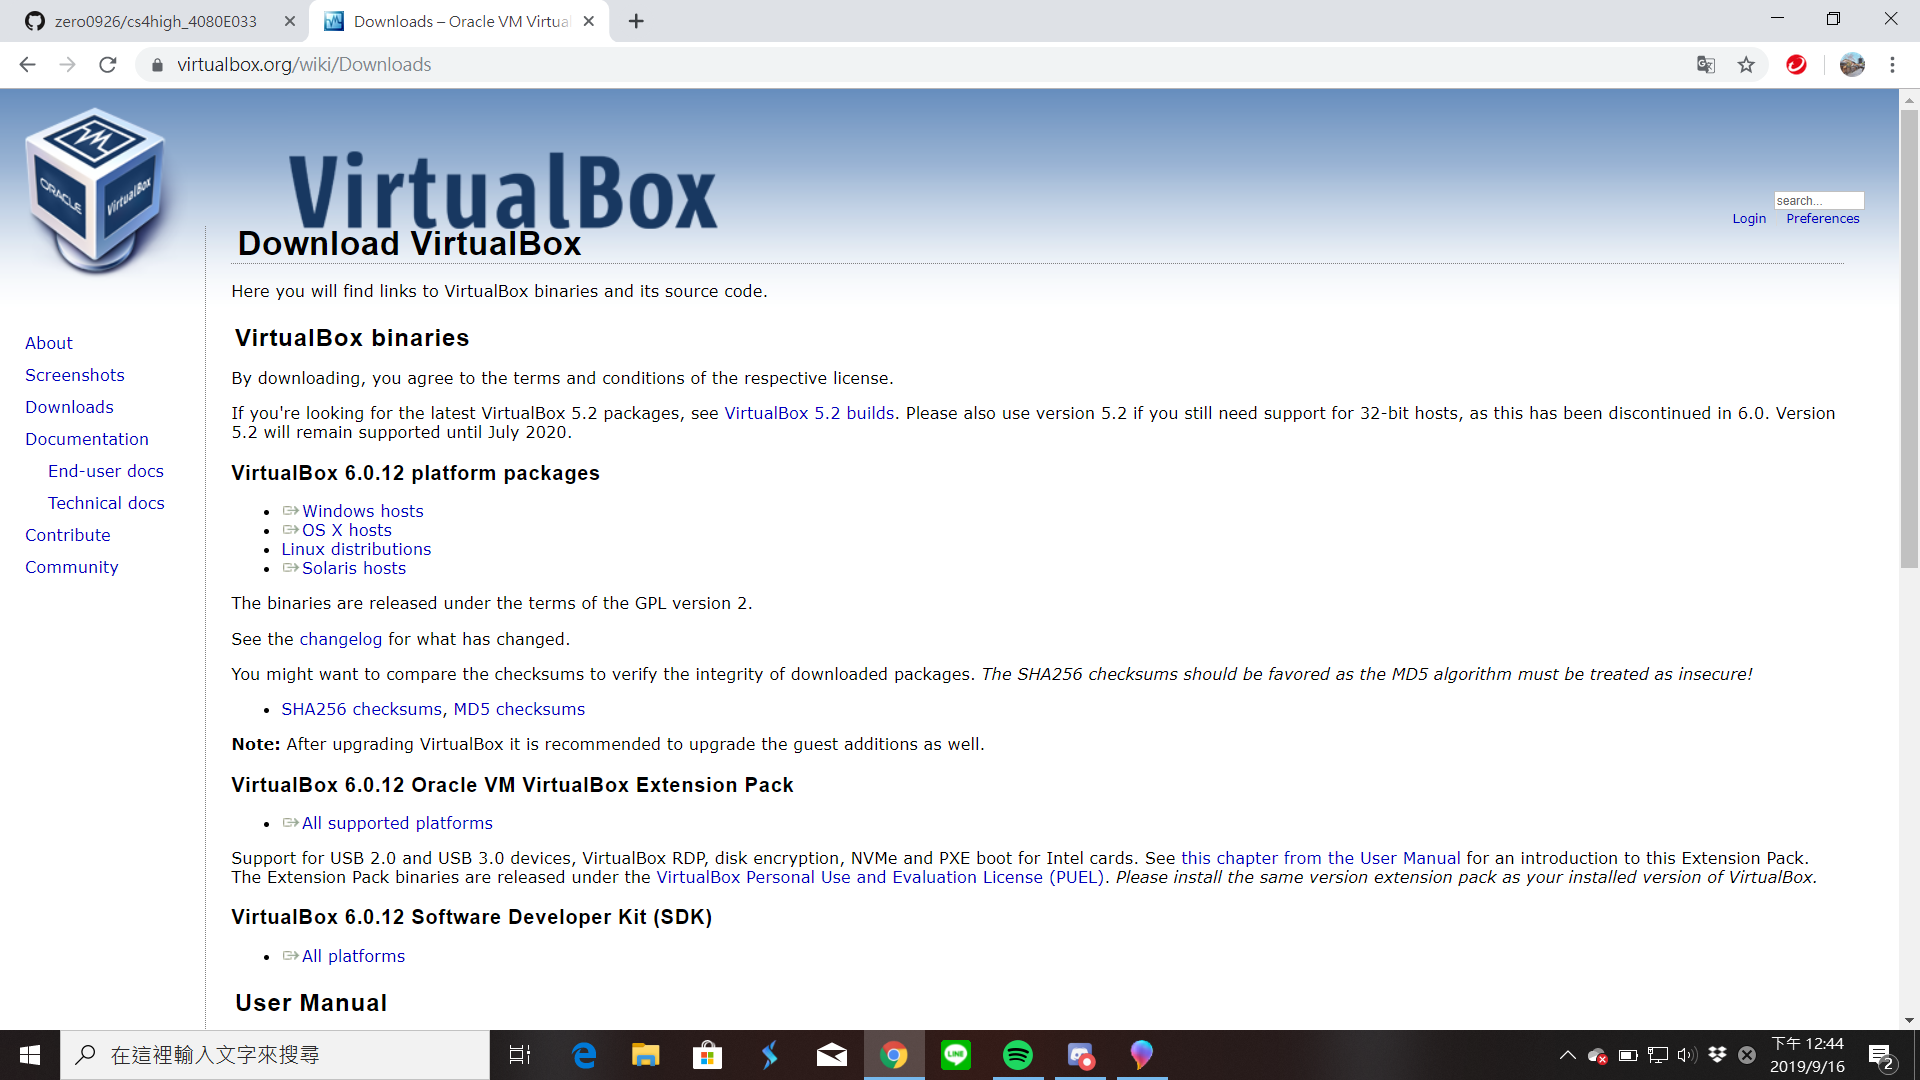 zero0926/cs4high_4080E033
Downloads – Oracle VM Virtua
virtualbox.org/wiki/Downloads
ORACLE
VirtualBox
VirtualBox
search...
Login Preferences
Download VirtualBox
Here you will find links to VirtualBox binaries and its source code.
About
Screenshots
Downloads
Documentation
End-user docs
Technical docs
Contribute
Community
VirtualBox binaries
By downloading, you agree to the terms and conditions of the respective license.
If you're looking for the latest VirtualBox 5.2 packages, see VirtualBox 5.2 builds. Please also use version 5.2 if you still need support for 32-bit hosts, as this has been discontinued in 6.0. Version
5.2 will remain supported until July 2020.
VirtualBox 6.0.12 platform packages
Windows hosts
OS X hosts
Linux distributions
Solaris hosts
The binaries are released under the terms of the GPL version 2.
See the changelog for what has changed.
You might want to compare the checksums to verify the integrity of downloaded packages. The SHA256 checksums should be favored as the MD5 algorithm must be treated as insecure!
SHA256 checksums, MD5 checksums
Note: After upgrading VirtualBox it is recommended to upgrade the guest additions as well.
VirtualBox 6.0.12 Oracle VM VirtualBox Extension Pack
All supported platforms
Support for USB 2.0 and USB 3.0 devices, VirtualBox RDP, disk encryption, NVMe and PXE boot for Intel cards. See this chapter from the User Manual for an introduction to this Extension Pack.
The Extension Pack binaries are released under the VirtualBox Personal Use and Evaluation License (PUEL). Please install the same version extension pack as your installed version of VirtualBox.
VirtualBox 6.0.12 Software Developer Kit (SDK)
All platforms
User Manual
在這裡輸入文字來搜尋
LINE
下午 12:44
2019/9/16
2